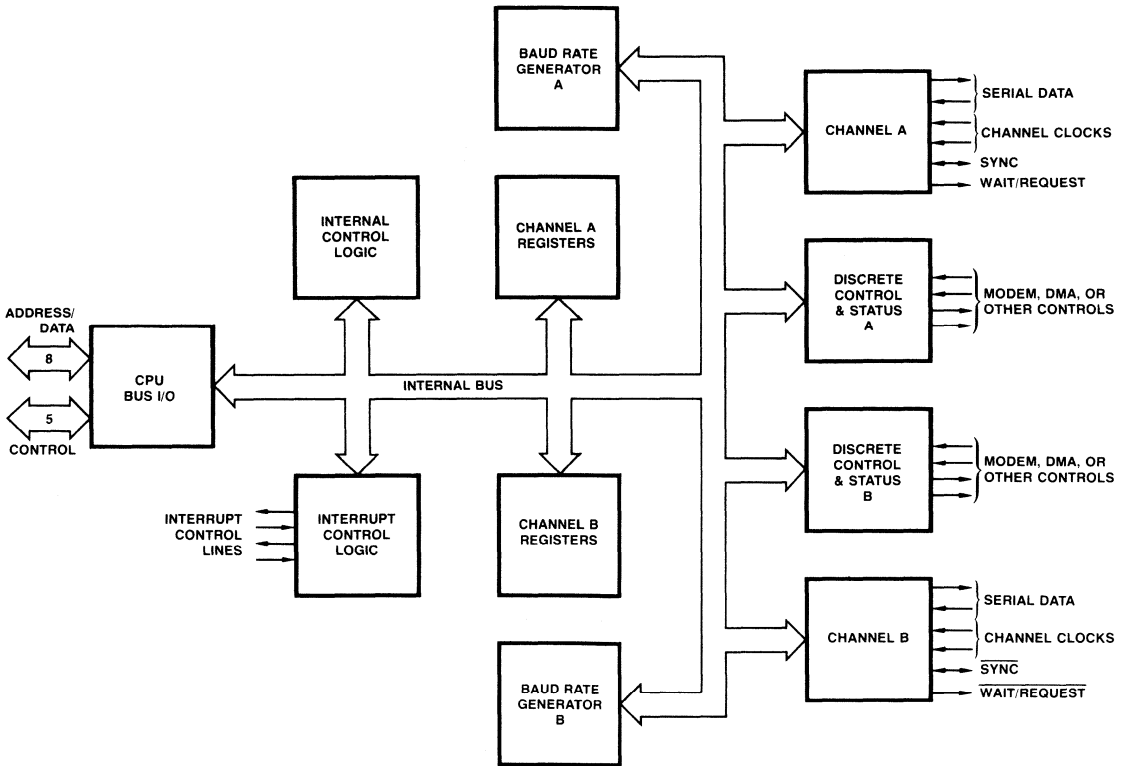 BAUD RATE
GENERATOR
A
CHANNEL A
SERIAL DATA
CHANNEL CLOCKS
SYNC
WAIT/REQUEST
INTERNAL
CONTROL
LOGIC
CHANNEL A
REGISTERS
DISCRETE
CONTROL
& STATUS
A
MODEM, DMA, OR
OTHER CONTROLS
ADDRESS/
DATA
8
CPU
BUS I/O
5
CONTROL
INTERNAL BUS
DISCRETE
CONTROL
& STATUS
B
MODEM, DMA, OR
OTHER CONTROLS
INTERRUPT
CONTROL
LINES
INTERRUPT
CONTROL
LOGIC
CHANNEL B
REGISTERS
CHANNEL B
SERIAL DATA
CHANNEL CLOCKS
SYNC
WAIT/REQUEST
BAUD RATE
GENERATOR
B